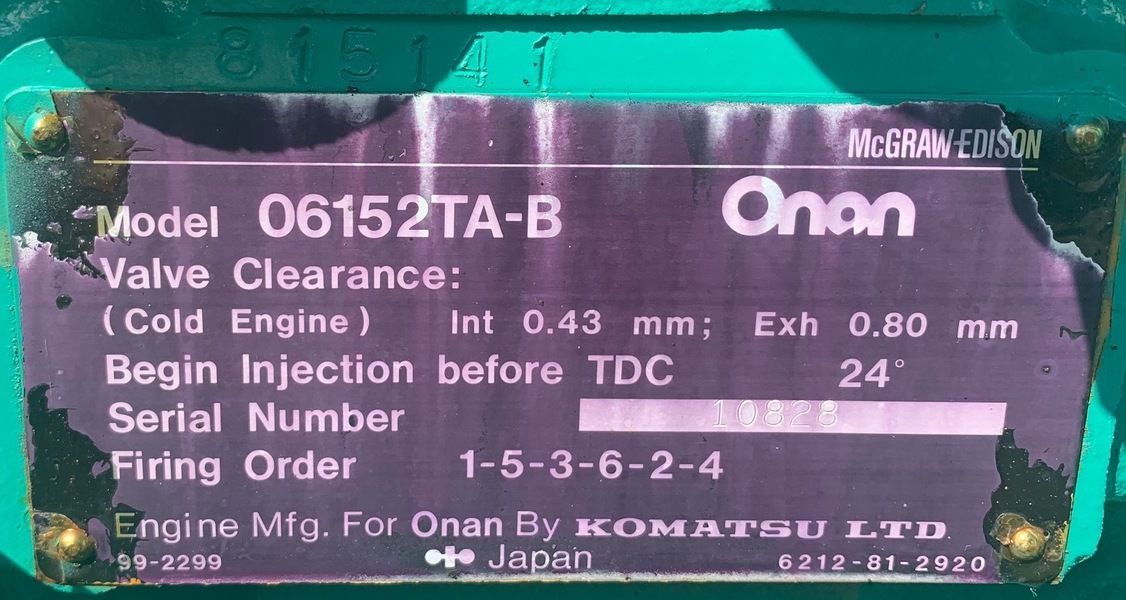 815141
McGRAW-EDISON
Model 06152TA-B Onan
Valve Clearance:
(Cold Engine) Int 0.43 mm; Exh 0.80 mm
Begin Injection before TDC 24°
Serial Number 10828
Firing Order 1-5-3-6-2-4
Engine Mfg. For Onan By KOMATSU LTD.
99-2299 Japan 6212-81-2920